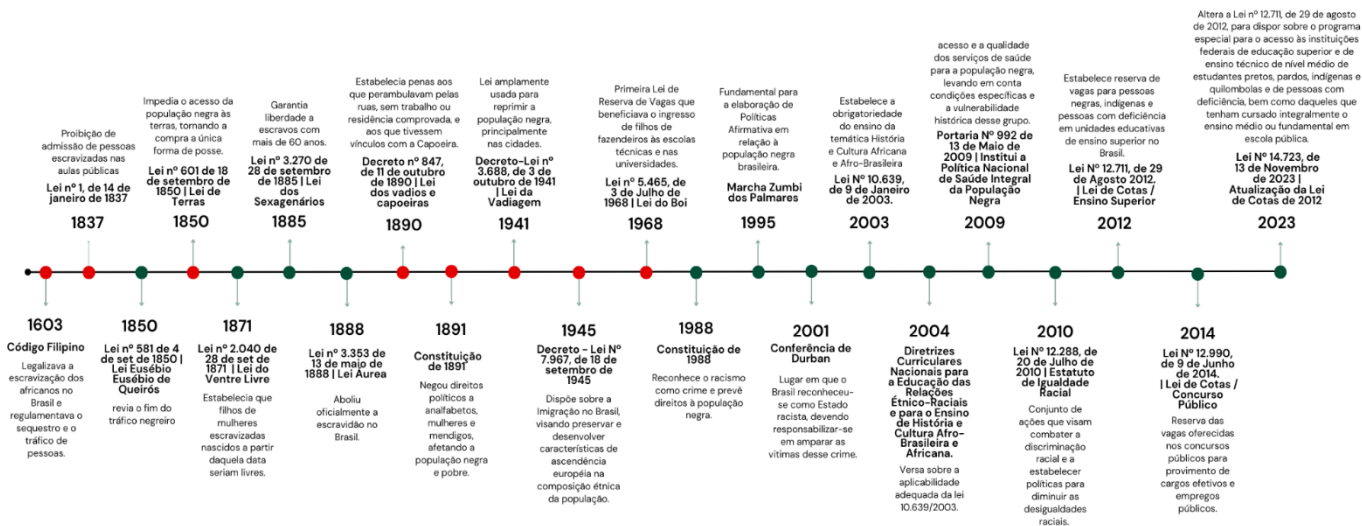 Proibição de
admissão de pessoas
escravizadas nas
aulas públicas
Lei nº 1, de 14 de
janeiro de 1837
1837
Impedia o acesso da
população negra às
terras, tornando a
compra a única
forma de posse.
Lei nº 601 de 18
de setembro de
1850 | Lei de
Terras
1850
Garantia
liberdade a
escravos com
mais de 60 anos.
Lei nº 3.270 de
28 de setembro
de 1885 | Lei
dos
Sexagenários
1885
Estabelecia penas aos
que perambulavam pelas
ruas, sem trabalho ou
residência comprovada, e
aos que tivessem
vínculos com a Capoeira.
Decreto nº 847,
de 11 de outubro
de 1890 | Lei
dos vadios e
capoeiras
1890
Lei amplamente
usada para
reprimir a
população negra,
principalmente
nas cidades.
Decreto-Lei nº
3.688, de 3 de
outubro de 1941
| Lei da
Vadiagem
1941
Primeira Lei de
Reserva de Vagas que
beneficiava o ingresso
de filhos de
fazendeiros às escolas
técnicas e nas
universidades.
Lei nº 5.465, de
3 de Julho de
1968 | Lei do Boi
1968
Fundamental para
a elaboração de
Políticas
Afirmativa em
relação à
população negra
brasileira.
Marcha Zumbi
dos Palmares
1995
Estabelece a
obrigatoriedade
do ensino da
temática História
e Cultura Africana
e Afro-Brasileira
Lei Nº 10.639,
de 9 de Janeiro
de 2003.
2003
acesso e a qualidade
dos serviços de saúde
para a população negra,
levando em conta
condições específicas e
a vulnerabilidade
histórica desse grupo.
Portaria Nº 992 de
13 de Maio de
2009 | Institui a
Política Nacional
de Saúde Integral
da População
Negra
2009
Estabelece reserva de
vagas para pessoas
negras, indígenas e
pessoas com deficiência
em unidades educativas
de ensino superior no
Brasil.
Lei Nº 12.711, de 29
de Agosto 2012.
| Lei de Cotas /
Ensino Superior
2012
Altera a Lei nº 12.711, de 29 de agosto
de 2012, para dispor sobre o programa
especial para o acesso às instituições
federais de educação superior e de
ensino técnico de nível médio de
estudantes pretos, pardos, indígenas e
quilombolas e de pessoas com
deficiência, bem como daqueles que
tenham cursado integralmente o
ensino médio ou fundamental em
escola pública.
Lei Nº 14.723, de
13 de Novembro
de 2023 |
Atualização da Lei
de Cotas de 2012
2023
1603
Código Filipino
Legalizava a
escravização dos
africanos no
Brasil e
regulamentava o
sequestro e o
tráfico de
pessoas.
1850
Lei nº 581 de 4
de set de 1850 |
Lei Eusébio
Eusébio de
Queirós
revia o fim do
tráfico negreiro
1871
Lei nº 2.040 de
28 de set de
1871 | Lei do
Ventre Livre
Estabelecia que
filhos de
mulheres
escravizadas
nascidos a partir
daquela data
seriam livres.
1888
Lei nº 3.353 de
13 de maio de
1888 | Lei Áurea
Aboliu
oficialmente a
escravidão no
Brasil.
1891
Constituição
de 1891
Negou direitos
políticos a
analfabetos,
mulheres e
mendigos,
afetando a
população negra
e pobre.
1945
Decreto - Lei Nº
7.967, de 18 de
setembro de
1945
Dispõe sobre a
Imigração no Brasil,
visando preservar e
desenvolver
características de
ascendência
européia na
composição étnica
da população.
1988
Constituição de
1988
Reconhece o racismo
como crime e prevê
direitos à população
negra.
2001
Conferência de
Durban
Lugar em que o
Brasil reconheceu-
se como Estado
racista, devendo
responsabilizar-se
em amparar as
vítimas desse crime.
2004
Diretrizes
Curriculares
Nacionais para
a Educação das
Relações
Étnico-Raciais
e para o Ensino
de História e
Cultura Afro-
Brasileira e
Africana.
Versa sobre a
aplicabilidade
adequada da lei
10.639/2003.
2010
Lei Nº 12.288, de
20 de Julho de
2010 | Estatuto
de Igualdade
Racial
Conjunto de
ações que visam
combater a
discriminação
racial e a
estabelecer
políticas para
diminuir as
desigualdades
raciais.
2014
Lei Nº 12.990,
de 9 de Junho
de 2014.
| Lei de Cotas /
Concurso
Público
Reserva das
vagas oferecidas
nos concursos
públicos para
provimento de
cargos efetivos e
empregos
públicos.